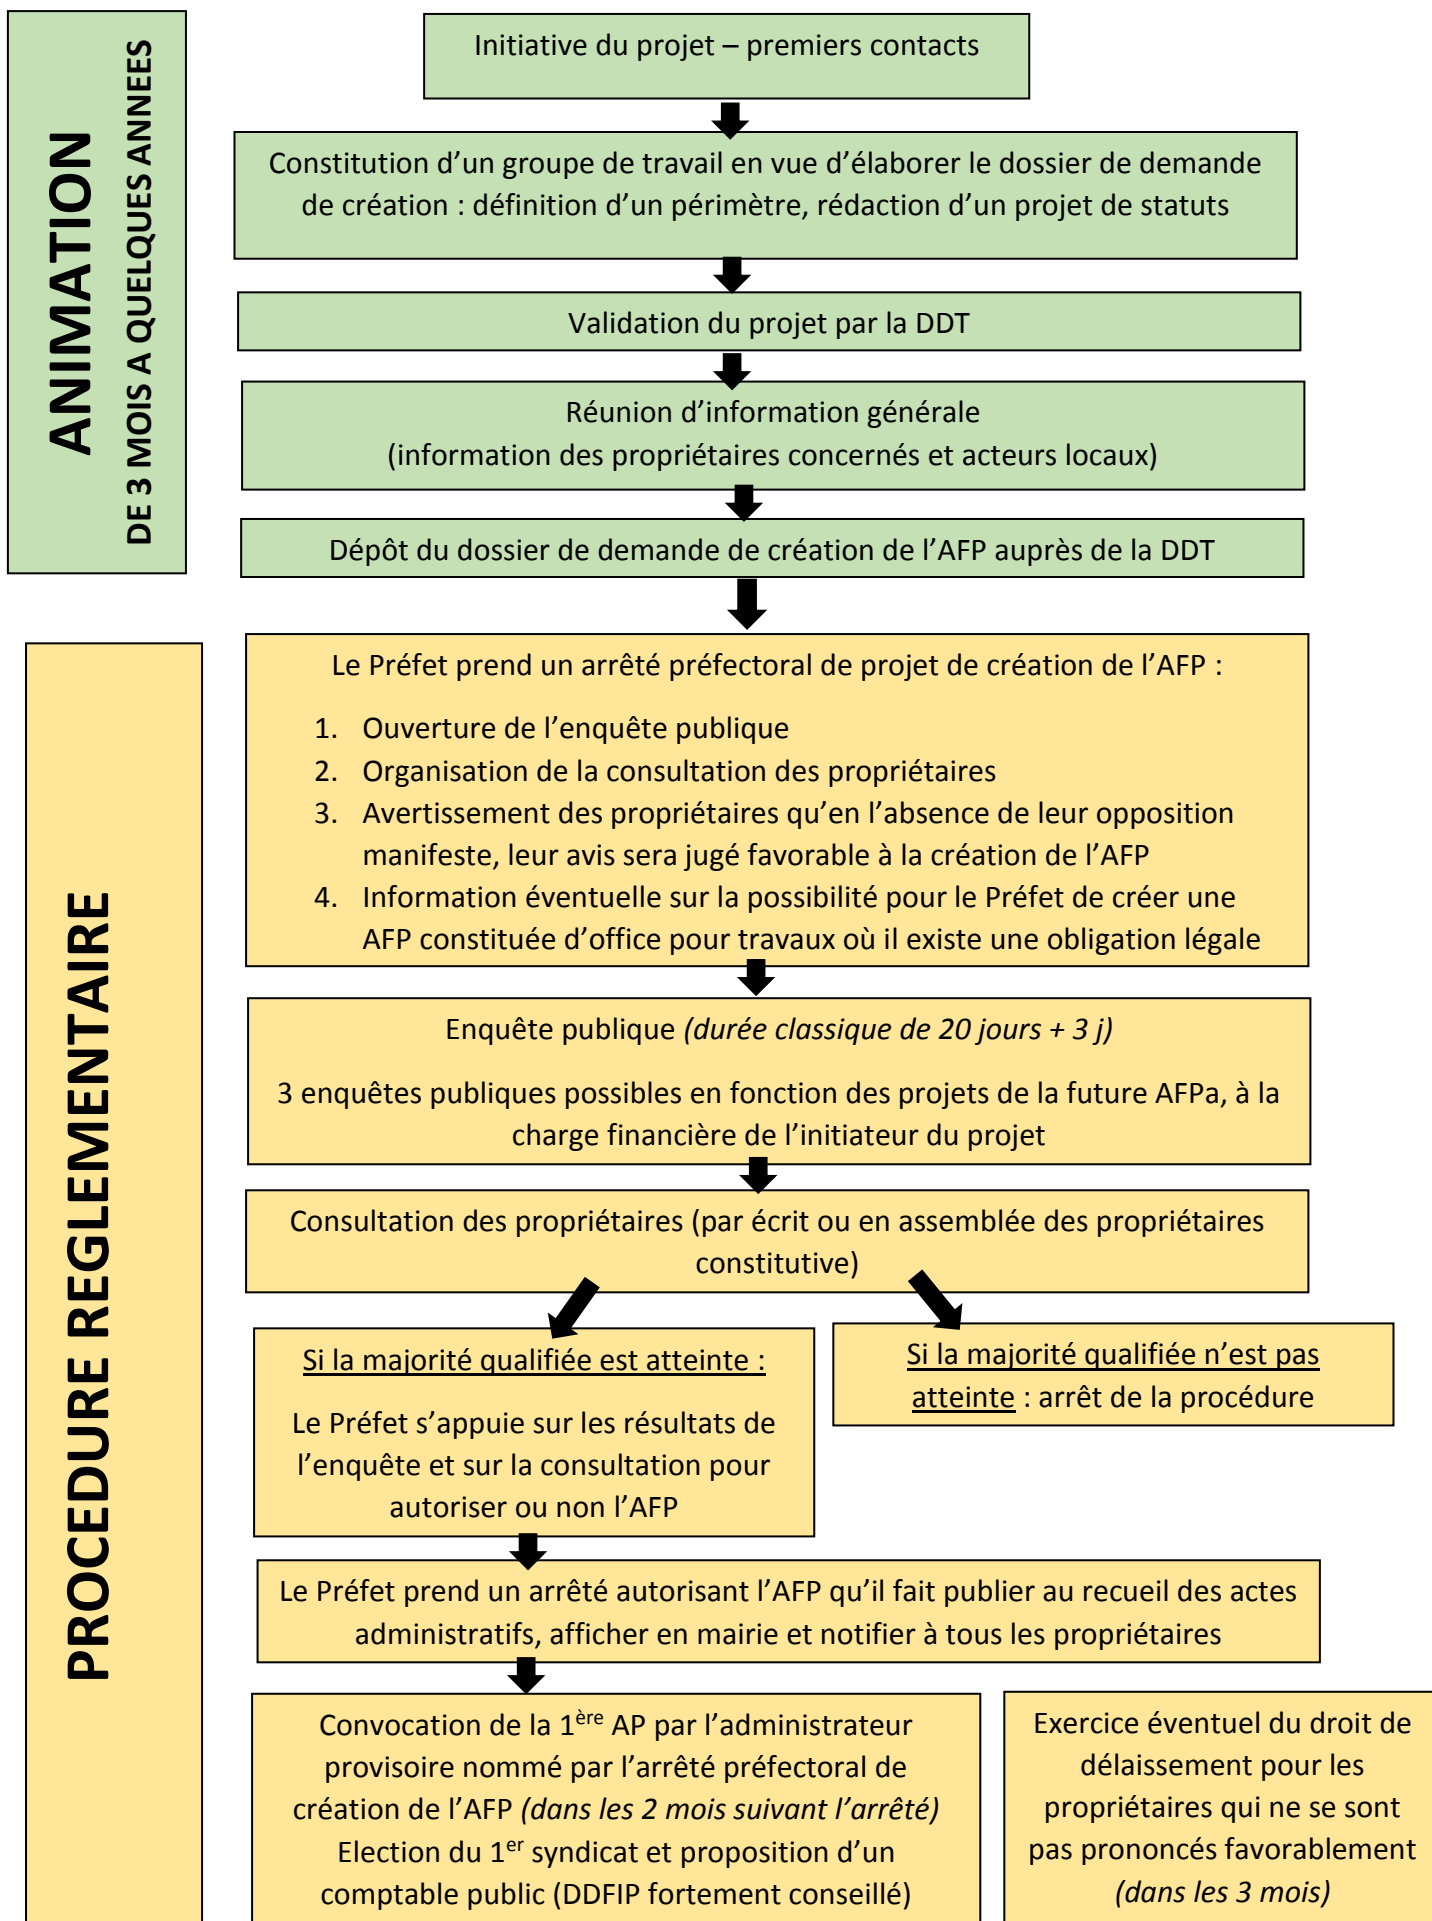 ANIMATION
DE 3 MOIS A QUELQUES ANNEES
Initiative du projet – premiers contacts
Constitution d’un groupe de travail en vue d’élaborer le dossier de demande
de création : définition d’un périmètre, rédaction d’un projet de statuts
Validation du projet par la DDT
Réunion d’information générale
(information des propriétaires concernés et acteurs locaux)
Dépôt du dossier de demande de création de l’AFP auprès de la DDT
PROCEDURE REGLEMENTAIRE
Le Préfet prend un arrêté préfectoral de projet de création de l’AFP :
1. Ouverture de l’enquête publique
2. Organisation de la consultation des propriétaires
3. Avertissement des propriétaires qu’en l’absence de leur opposition
manifeste, leur avis sera jugé favorable à la création de l’AFP
4. Information éventuelle sur la possibilité pour le Préfet de créer une
AFP constituée d’office pour travaux où il existe une obligation légale
Enquête publique (durée classique de 20 jours + 3 j)
3 enquêtes publiques possibles en fonction des projets de la future AFPa, à la
charge financière de l’initiateur du projet
Consultation des propriétaires (par écrit ou en assemblée des propriétaires
constitutive)
Si la majorité qualifiée est atteinte :
Le Préfet s’appuie sur les résultats de
l’enquête et sur la consultation pour
autoriser ou non l’AFP
Si la majorité qualifiée n’est pas
atteinte : arrêt de la procédure
Le Préfet prend un arrêté autorisant l’AFP qu’il fait publier au recueil des actes
administratifs, afficher en mairie et notifier à tous les propriétaires
Convocation de la 1ère AP par l’administrateur
provisoire nommé par l’arrêté préfectoral de
création de l’AFP (dans les 2 mois suivant l’arrêté)
Election du 1er syndicat et proposition d’un
comptable public (DDFIP fortement conseillé)
Exercice éventuel du droit de
délaissement pour les
propriétaires qui ne se sont
pas prononcés favorablement
(dans les 3 mois)